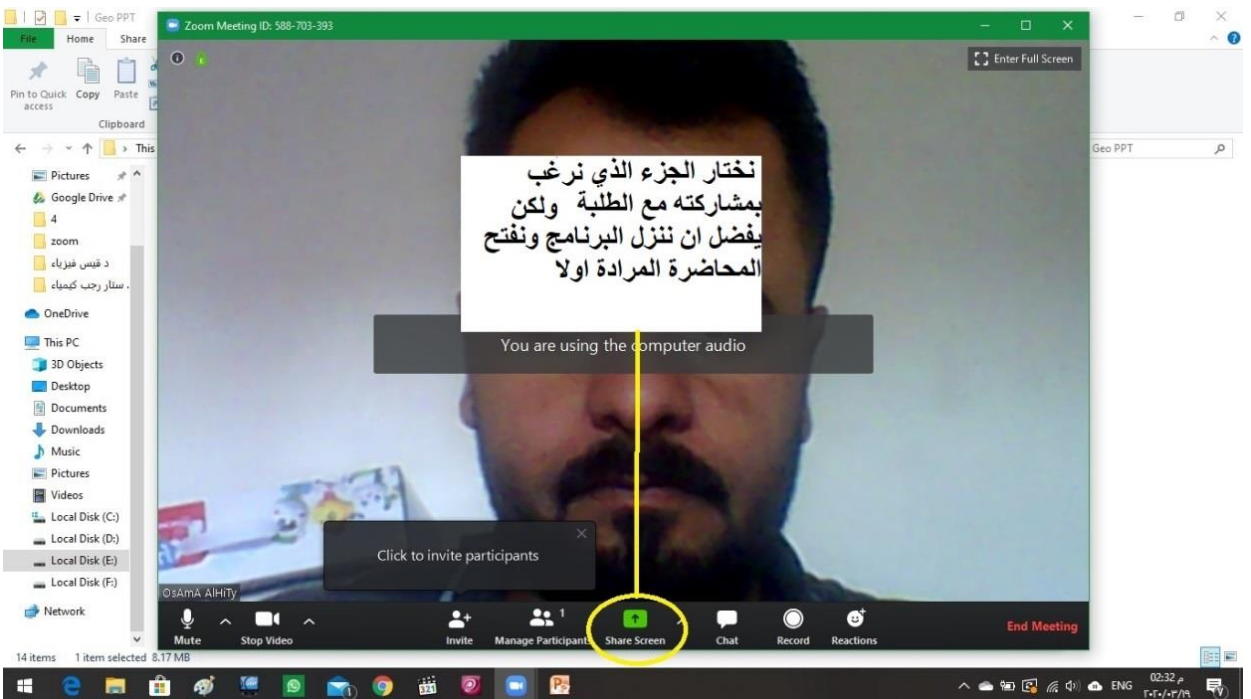 Geo PPT
Zoom Meeting ID: 588-703-393
File Home Share
Enter Full Screen
Pin to Quick access
Copy
Paste
Clipboard
This
Geo PPT
Pictures
Google Drive
4
zoom
د قيس فيزياء
ستار رجب كيمياء
OneDrive
This PC
3D Objects
Desktop
Documents
Downloads
Music
Pictures
Videos
Local Disk (C:)
Local Disk (D:)
Local Disk (E:)
Local Disk (F:)
Network
نختار الجزء الذي نرغب
بمشاركته مع الطلبة ولكن
يفضل ان ننزل البرنامج ونفتح
المحاضرة المرادة اولا
You are using the computer audio
Click to invite participants
OsAmA AlHiTy
Mute Stop Video Invite Manage Participants 1 Share Screen Chat Record Reactions End Meeting
14 items 1 item selected 8.17 MB
321
ENG
02:32 م
٢٠٢٠/٠٣/١٩